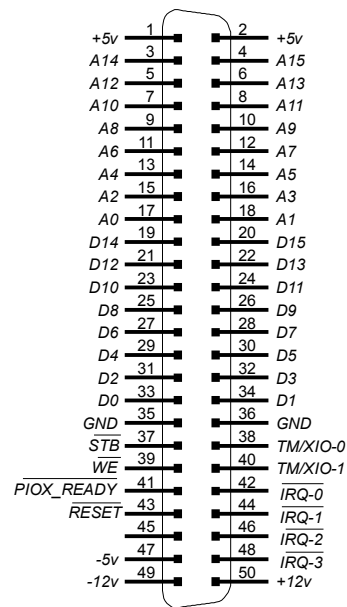 +5v 1 2 +5v
A14 3 4 A15
A12 5 6 A13
A10 7 8 A11
A8 9 10 A9
A6 11 12 A7
A4 13 14 A5
A2 15 16 A3
A0 17 18 A1
D14 19 20 D15
D12 21 22 D13
D10 23 24 D11
D8 25 26 D9
D6 27 28 D7
D4 29 30 D5
D2 31 32 D3
D0 33 34 D1
GND 35 36 GND
STB 37 38 TM/XIO-0
WE 39 40 TM/XIO-1
PIOX_READY 41 42 IRQ-0
RESET 43 44 IRQ-1
45 46 IRQ-2
-5v 47 48 IRQ-3
-12v 49 50 +12v